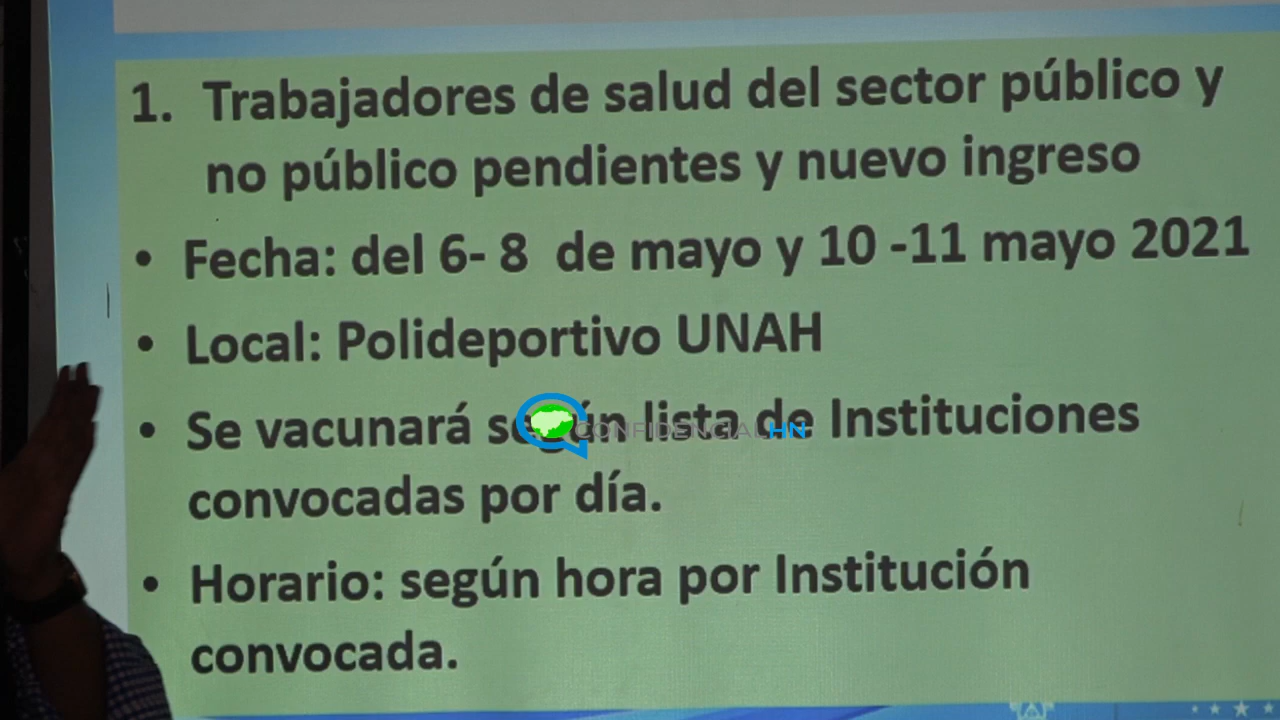 1. Trabajadores de salud del sector público y
no público pendientes y nuevo ingreso
• Fecha: del 6- 8 de mayo y 10 -11 mayo 2021
• Local: Polideportivo UNAH
• Se vacunará según lista de Instituciones
CONFIDENCIALHN
convocadas por día.
• Horario: según hora por Institución
convocada.